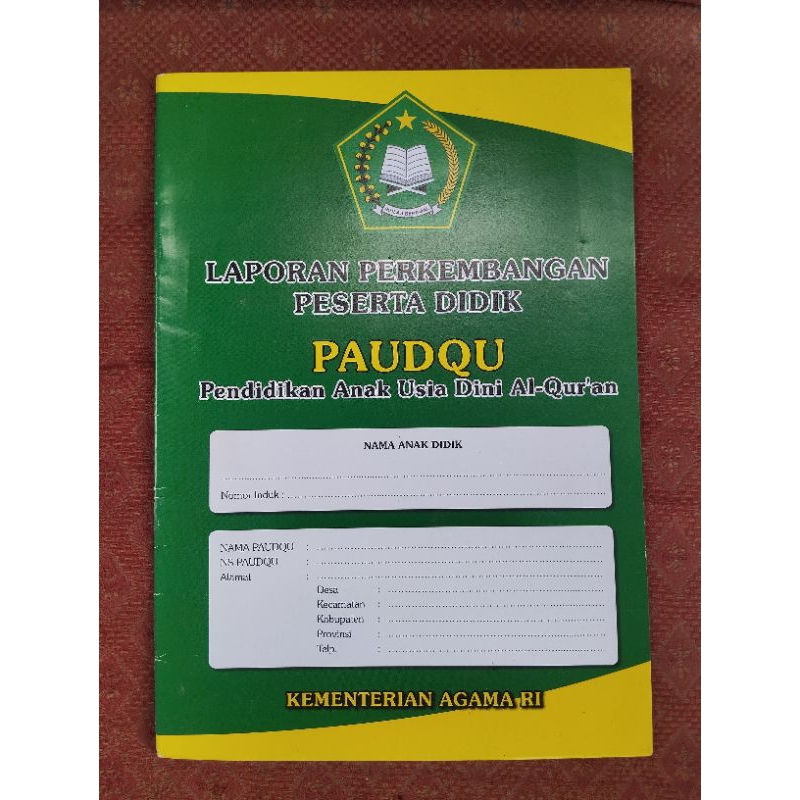 LAPORAN PERKEMBANGAN
PESERTA DIDIK
PAUDQU
Pendidikan Anak Usia Dini Al-Qur'an
NAMA ANAK DIDIK
Nomor Induk :
NAMA PAUDQU :
NS PAUDQU :
Alamat :
Desa :
Kecamatan :
Kabupaten :
Provinsi :
Telp. :
KEMENTERIAN AGAMA RI